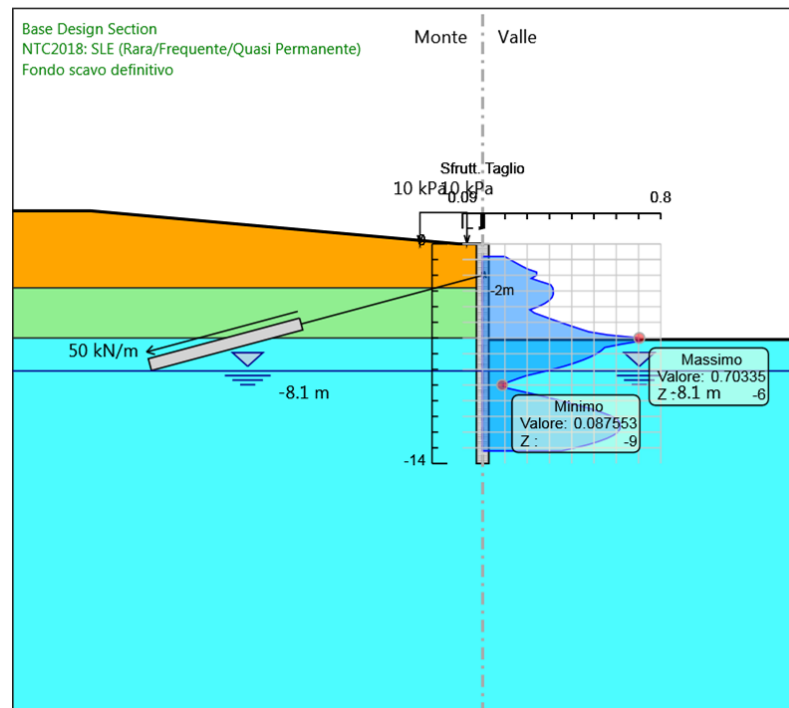 Base Design Section
NTC2018: SLE (Rara/Frequente/Quasi Permanente)
Fondo scavo definitivo
Monte
Valle
Sfrutt. Taglio
10 kPa
10 kPa
0.09
0.8
-2m
50 kN/m
-8.1 m
Massimo
Valore: 0.70335
Z : -6
-8.1 m
Minimo
Valore: 0.087553
Z : -9
-14